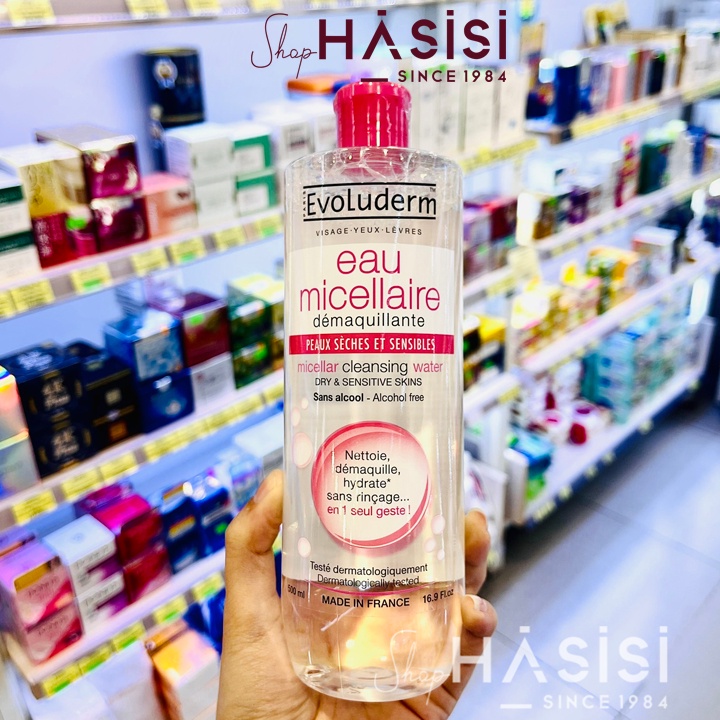 Shop HÀSiSi
SINCE 1984
EVOLUDERM
VISAGE·YEUX·LÈVRES
eau
micellaire
démaquillante
PEAUX SÈCHES ET SENSIBLES
micellar cleansing water
DRY & SENSITIVE SKINS
Sans alcool - Alcohol free
Nettoie,
démaquille,
hydrate*
sans rinçage...
en 1 seul geste !
Testé dermatologiquement
Dermatologically tested
500 ml MADE IN FRANCE 16.9 Fl.oz
Shop HÀSiSi
SINCE 1984